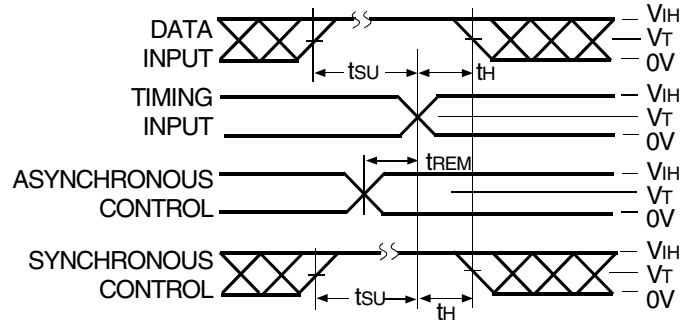 DATA
INPUT
tSU
tH
VIH
VT
0V
TIMING
INPUT
VIH
VT
0V
tREM
ASYNCHRONOUS
CONTROL
VIH
VT
0V
SYNCHRONOUS
CONTROL
tSU
tH
VIH
VT
0V